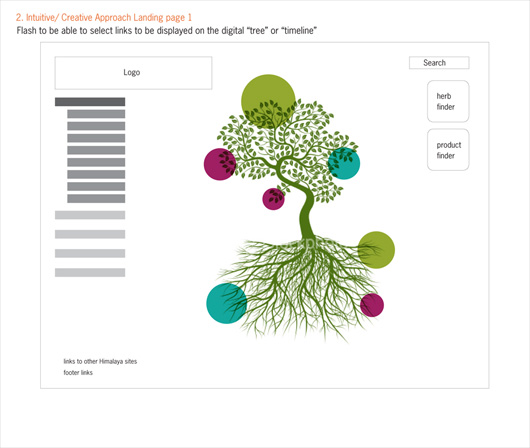 2. Intuitive/ Creative Approach Landing page 1
Flash to be able to select links to be displayed on the digital “tree” or “timeline”
Logo
Search
herb
finder
product
finder
links to other Himalaya sites
footer links